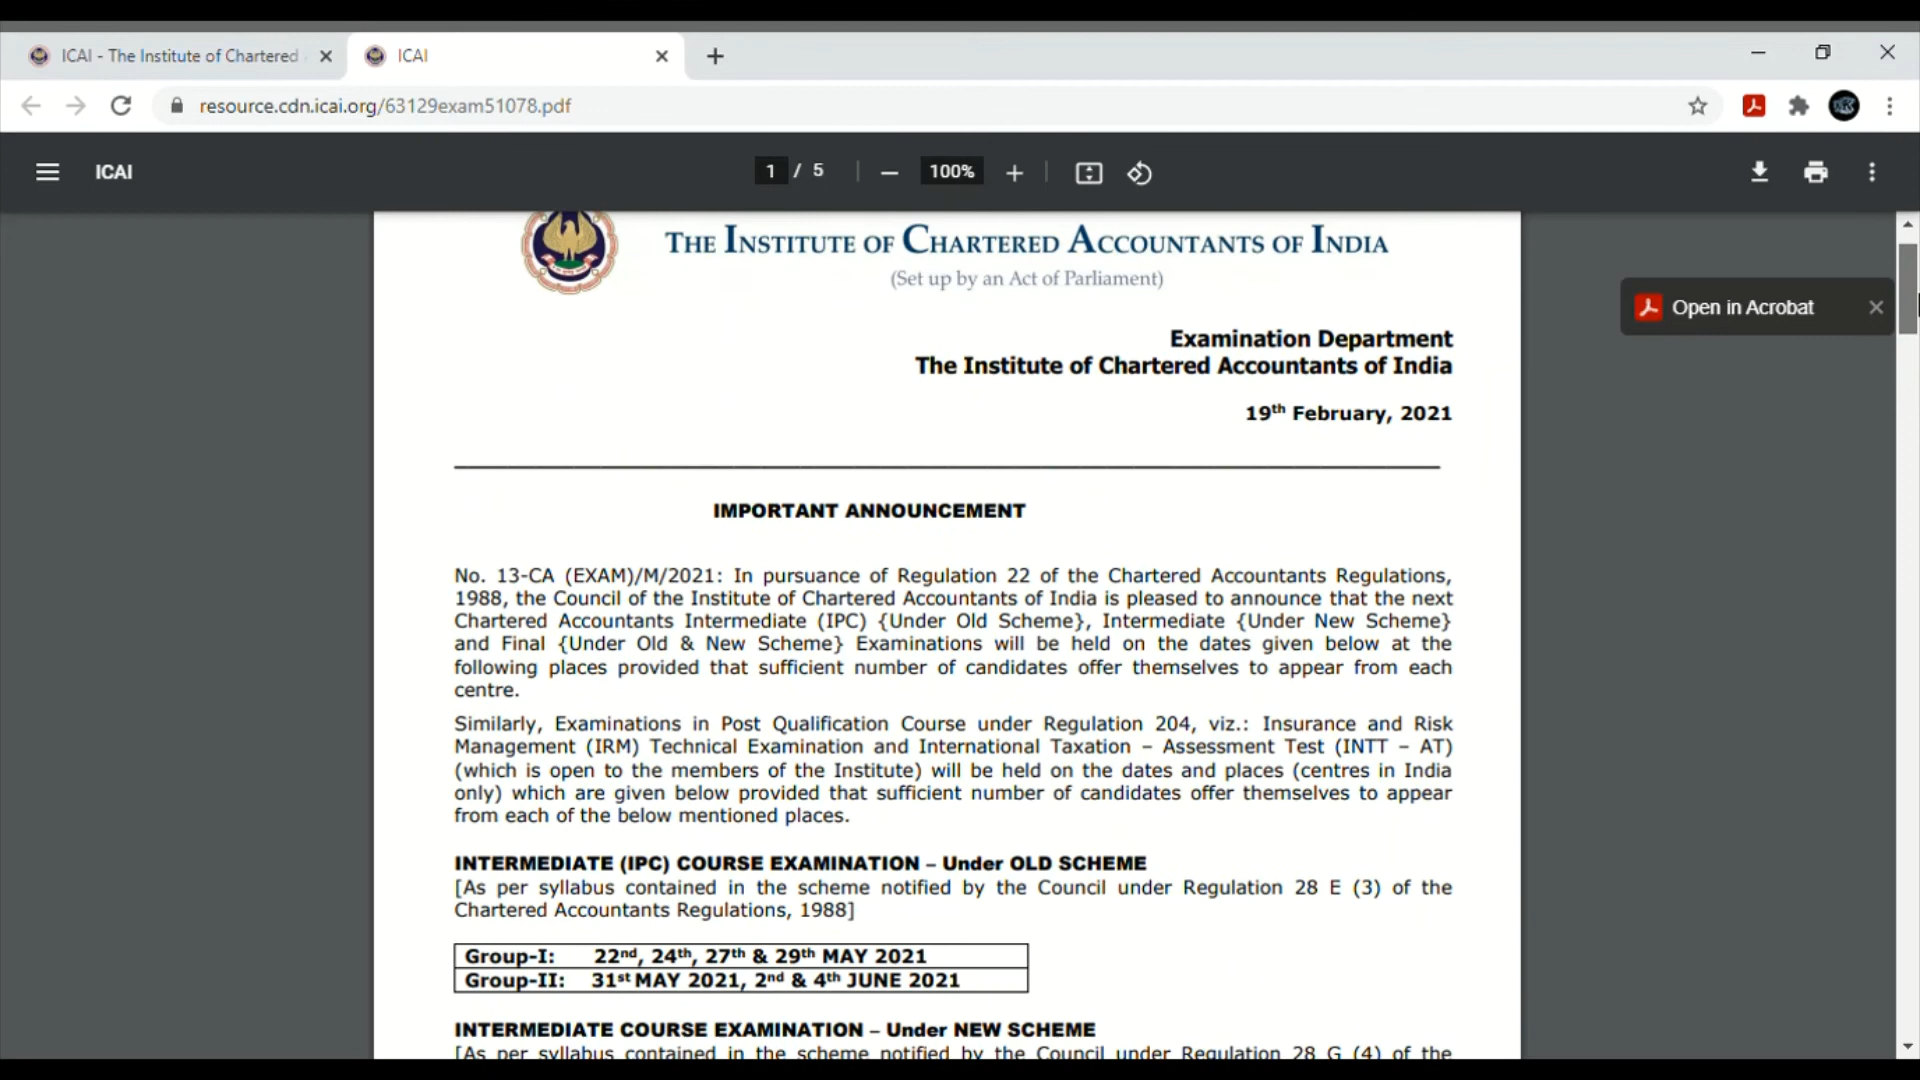 ICAI - The Institute of Chartered
ICAI
resource.cdn.icai.org/63129exam51078.pdf
ICAI
1 / 5
100%
THE INSTITUTE OF CHARTERED ACCOUNTANTS OF INDIA
(Set up by an Act of Parliament)
Open in Acrobat
Examination Department
The Institute of Chartered Accountants of India
19th February, 2021
IMPORTANT ANNOUNCEMENT
No. 13-CA (EXAM)/M/2021: In pursuance of Regulation 22 of the Chartered Accountants Regulations,
1988, the Council of the Institute of Chartered Accountants of India is pleased to announce that the next
Chartered Accountants Intermediate (IPC) {Under Old Scheme}, Intermediate {Under New Scheme}
and Final {Under Old & New Scheme} Examinations will be held on the dates given below at the
following places provided that sufficient number of candidates offer themselves to appear from each
centre.
Similarly, Examinations in Post Qualification Course under Regulation 204, viz.: Insurance and Risk
Management (IRM) Technical Examination and International Taxation – Assessment Test (INTT – AT)
(which is open to the members of the Institute) will be held on the dates and places (centres in India
only) which are given below provided that sufficient number of candidates offer themselves to appear
from each of the below mentioned places.
INTERMEDIATE (IPC) COURSE EXAMINATION – Under OLD SCHEME
[As per syllabus contained in the scheme notified by the Council under Regulation 28 E (3) of the
Chartered Accountants Regulations, 1988]
Group-I: 22nd, 24th, 27th & 29th MAY 2021
Group-II: 31st MAY 2021, 2nd & 4th JUNE 2021
INTERMEDIATE COURSE EXAMINATION – Under NEW SCHEME
[As per syllabus contained in the scheme notified by the Council under Regulation 28 G (4) of the